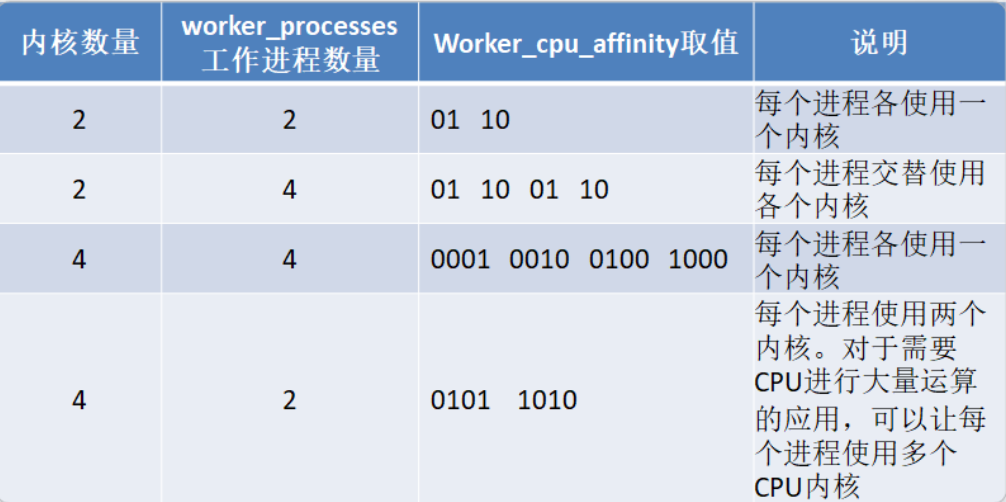 内核数量
worker_processes
工作进程数量
Worker_cpu_affinity取值
说明
2
2
01 10
每个进程各使用一
个内核
2
4
01 10 01 10
每个进程交替使用
各个内核
4
4
0001 0010 0100 1000
每个进程各使用一
个内核
4
2
0101 1010
每个进程使用两个
内核。对于需要
CPU进行大量运算
的应用，可以让每
个进程使用多个
CPU内核